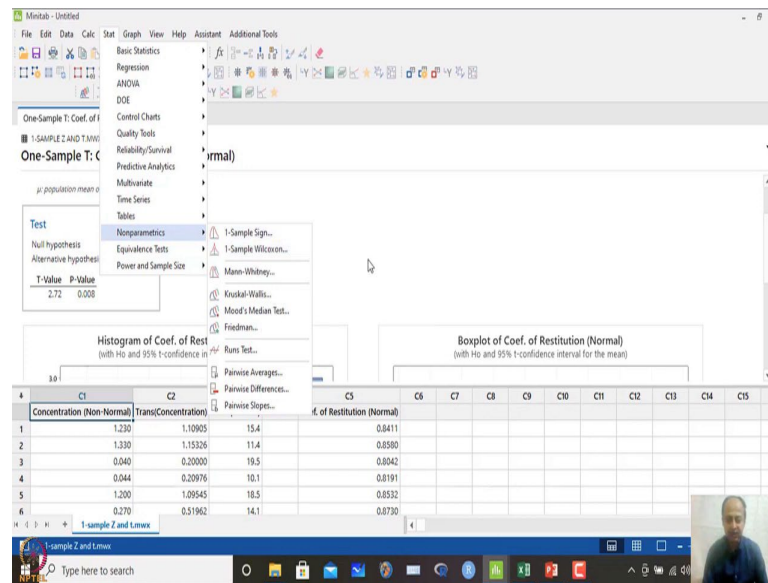 Minitab - Untitled
File Edit Data Calc Stat Graph View Help Assistant Additional Tools
Basic Statistics
Regression
ANOVA
DOE
Control Charts
Quality Tools
Reliability/Survival
Predictive Analytics
Multivariate
Time Series
Tables
Nonparametrics
Equivalence Tests
Power and Sample Size
1-Sample Sign...
1-Sample Wilcoxon...
Mann-Whitney...
Kruskal-Wallis...
Mood's Median Test...
Friedman...
Runs Test...
Pairwise Averages...
Pairwise Differences...
Pairwise Slopes...
One-Sample T: Coef. of
1-SAMPLE Z AND T.MW
One-Sample T: rmal)
μ: population mean o
Test
Null hypothesis
Alternative hypothesi
T-Value P-Value
2.72 0.008
Histogram of Coef. of Rest
(with Ho and 95% t-confidence in
3.0
Boxplot of Coef. of Restitution (Normal)
(with Ho and 95% t-confidence interval for the mean)
C1 C2 C5 C6 C7 C8 C9 C10 C11 C12 C13 C14 C15
Concentration (Non-Normal) Trans(Concentration) f. of Restitution (Normal)
1 1.230 1.10905 15.4 0.8411
2 1.330 1.15326 11.4 0.8580
3 0.040 0.20000 19.5 0.8042
4 0.044 0.20976 10.1 0.8191
5 1.200 1.09545 18.5 0.8532
6 0.270 0.51962 14.1 0.8730
1-sample Z and t.mwx
1-sample Z and t.mwx
Type here to search
NPTEL